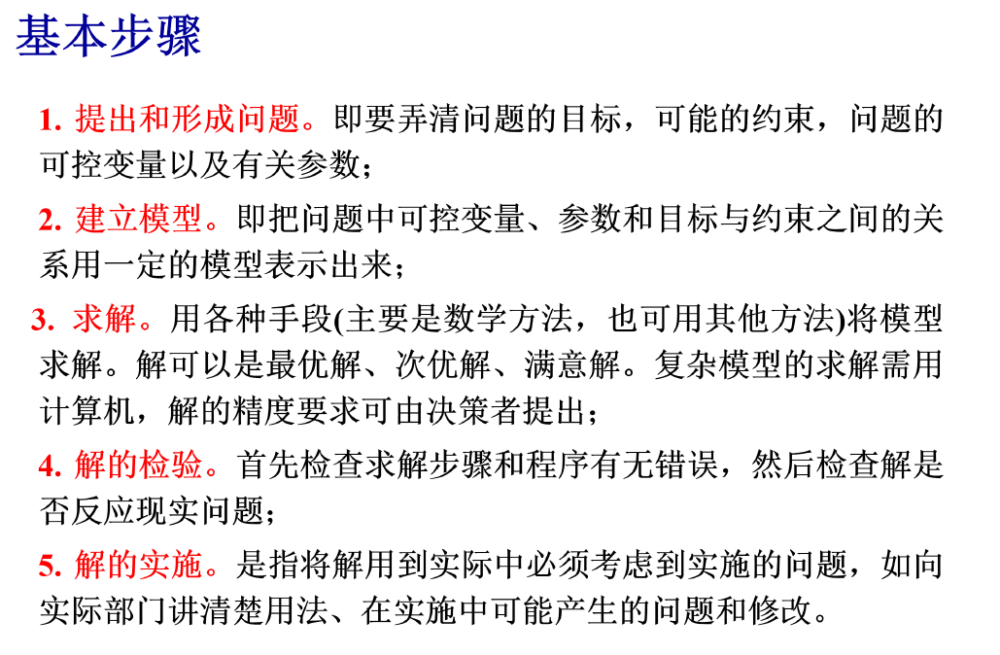 基本步骤
1. 提出和形成问题。即要弄清问题的目标，可能的约束，问题的
可控变量以及有关参数；
2. 建立模型。即把问题中可控变量、参数和目标与约束之间的关
系用一定的模型表示出来；
3. 求解。用各种手段(主要是数学方法，也可用其他方法)将模型
求解。解可以是最优解、次优解、满意解。复杂模型的求解需用
计算机，解的精度要求可由决策者提出；
4. 解的检验。首先检查求解步骤和程序有无错误，然后检查解是
否反应现实问题；
5. 解的实施。是指将解用到实际中必须考虑到实施的问题，如向
实际部门讲清楚用法、在实施中可能产生的问题和修改。